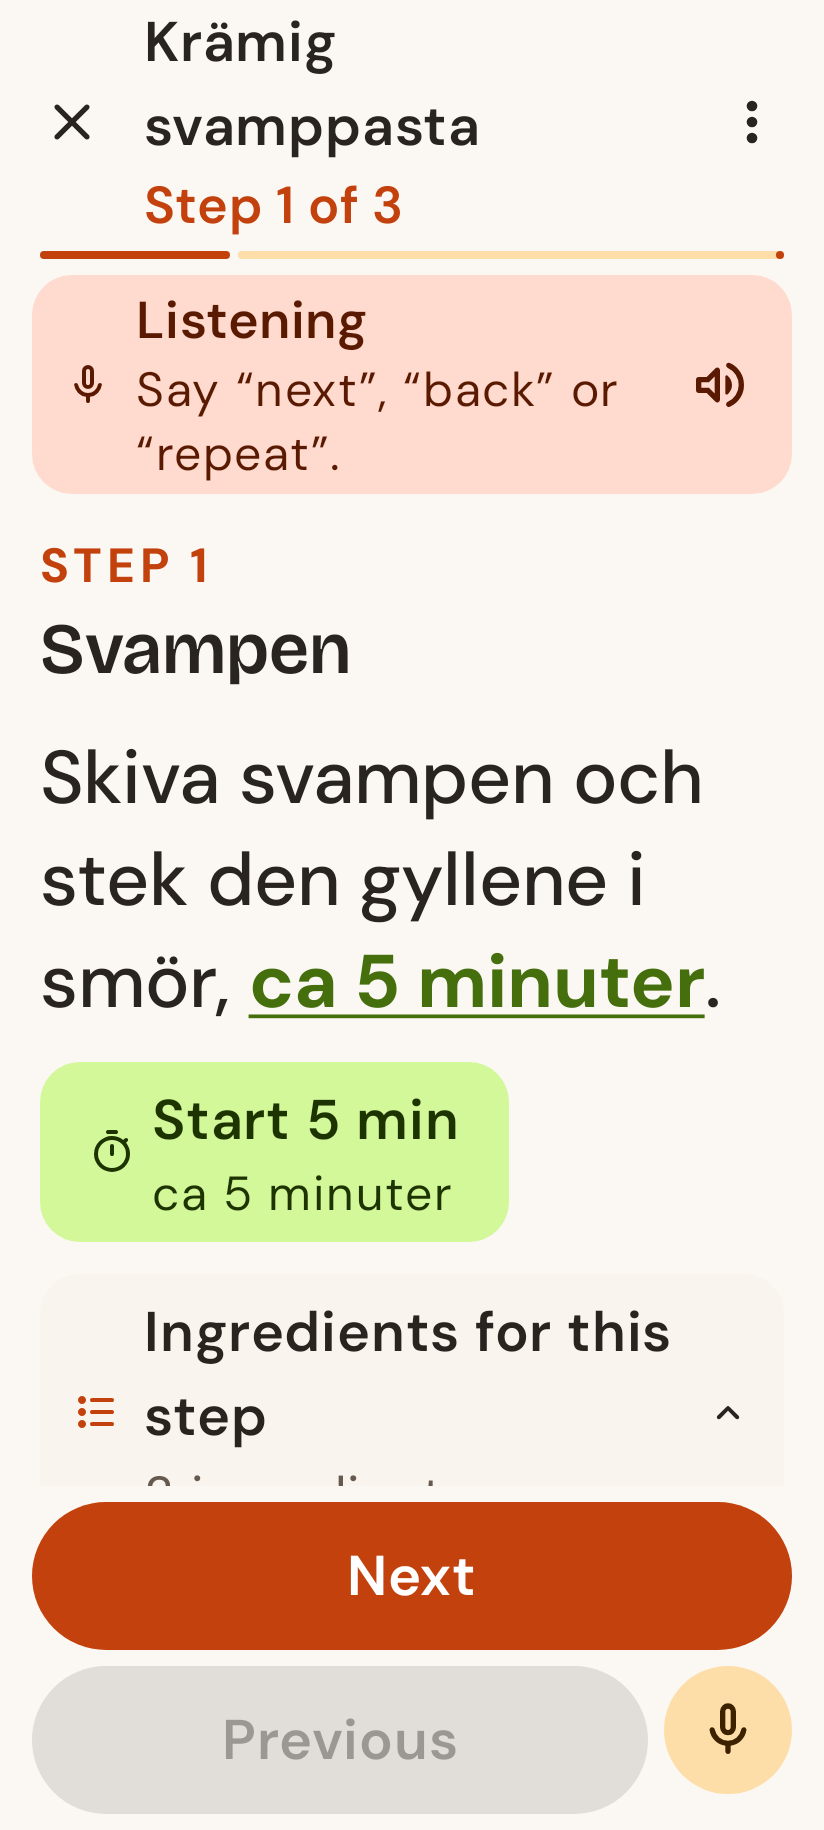 Krämig
svamppasta
Step 1 of 3
Listening
Say “next”, “back” or
“repeat”.
STEP 1
Svampen
Skiva svampen och
stek den gyllene i
smör, ca 5 minuter.
Start 5 min
ca 5 minuter
Ingredients for this
step
Next
Previous